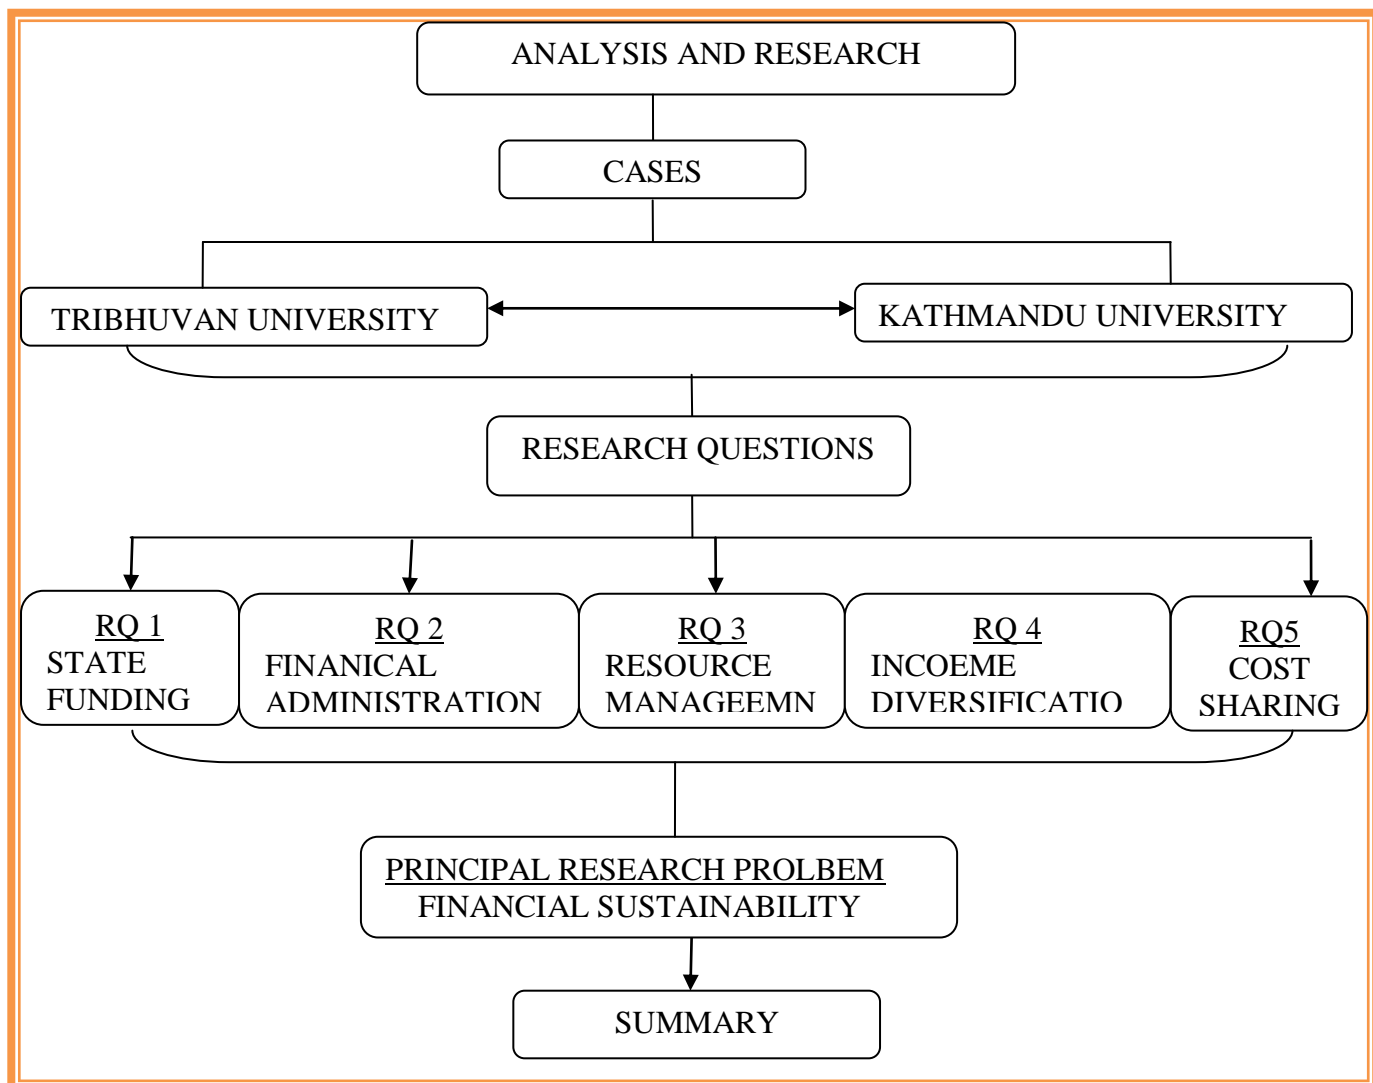 ANALYSIS AND RESEARCH
CASES
TRIBHUVAN UNIVERSITY
KATHMANDU UNIVERSITY
RESEARCH QUESTIONS
RQ 1
STATE
FUNDING
RQ 2
FINANICAL
ADMINISTRATION
RQ 3
RESOURCE
MANAGEEMN
RQ 4
INCOEME
DIVERSIFICATIO
RQ5
COST
SHARING
PRINCIPAL RESEARCH PROLBEM
FINANCIAL SUSTAINABILITY
SUMMARY